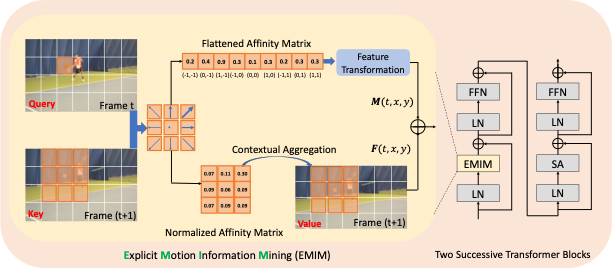 Flattened Affinity Matrix
0.2 0.4 0.9 0.3 0.1 0.3 0.2 0.3 0.3
(-1,-1) (0,-1) (1,-1) (-1,0) (0,0) (1,0) (-1,1) (0,1) (1,1)
Feature
Transformation
Query
Frame t
M(t, x, y)
F(t, x, y)
Contextual Aggregation
0.07 0.11 0.30
0.09 0.06 0.09
0.07 0.09 0.09
Key
Frame (t+1)
Value
Frame (t+1)
Normalized Affinity Matrix
Explicit Motion Information Mining (EMIM)
FFN
LN
EMIM
LN
FFN
LN
SA
LN
Two Successive Transformer Blocks